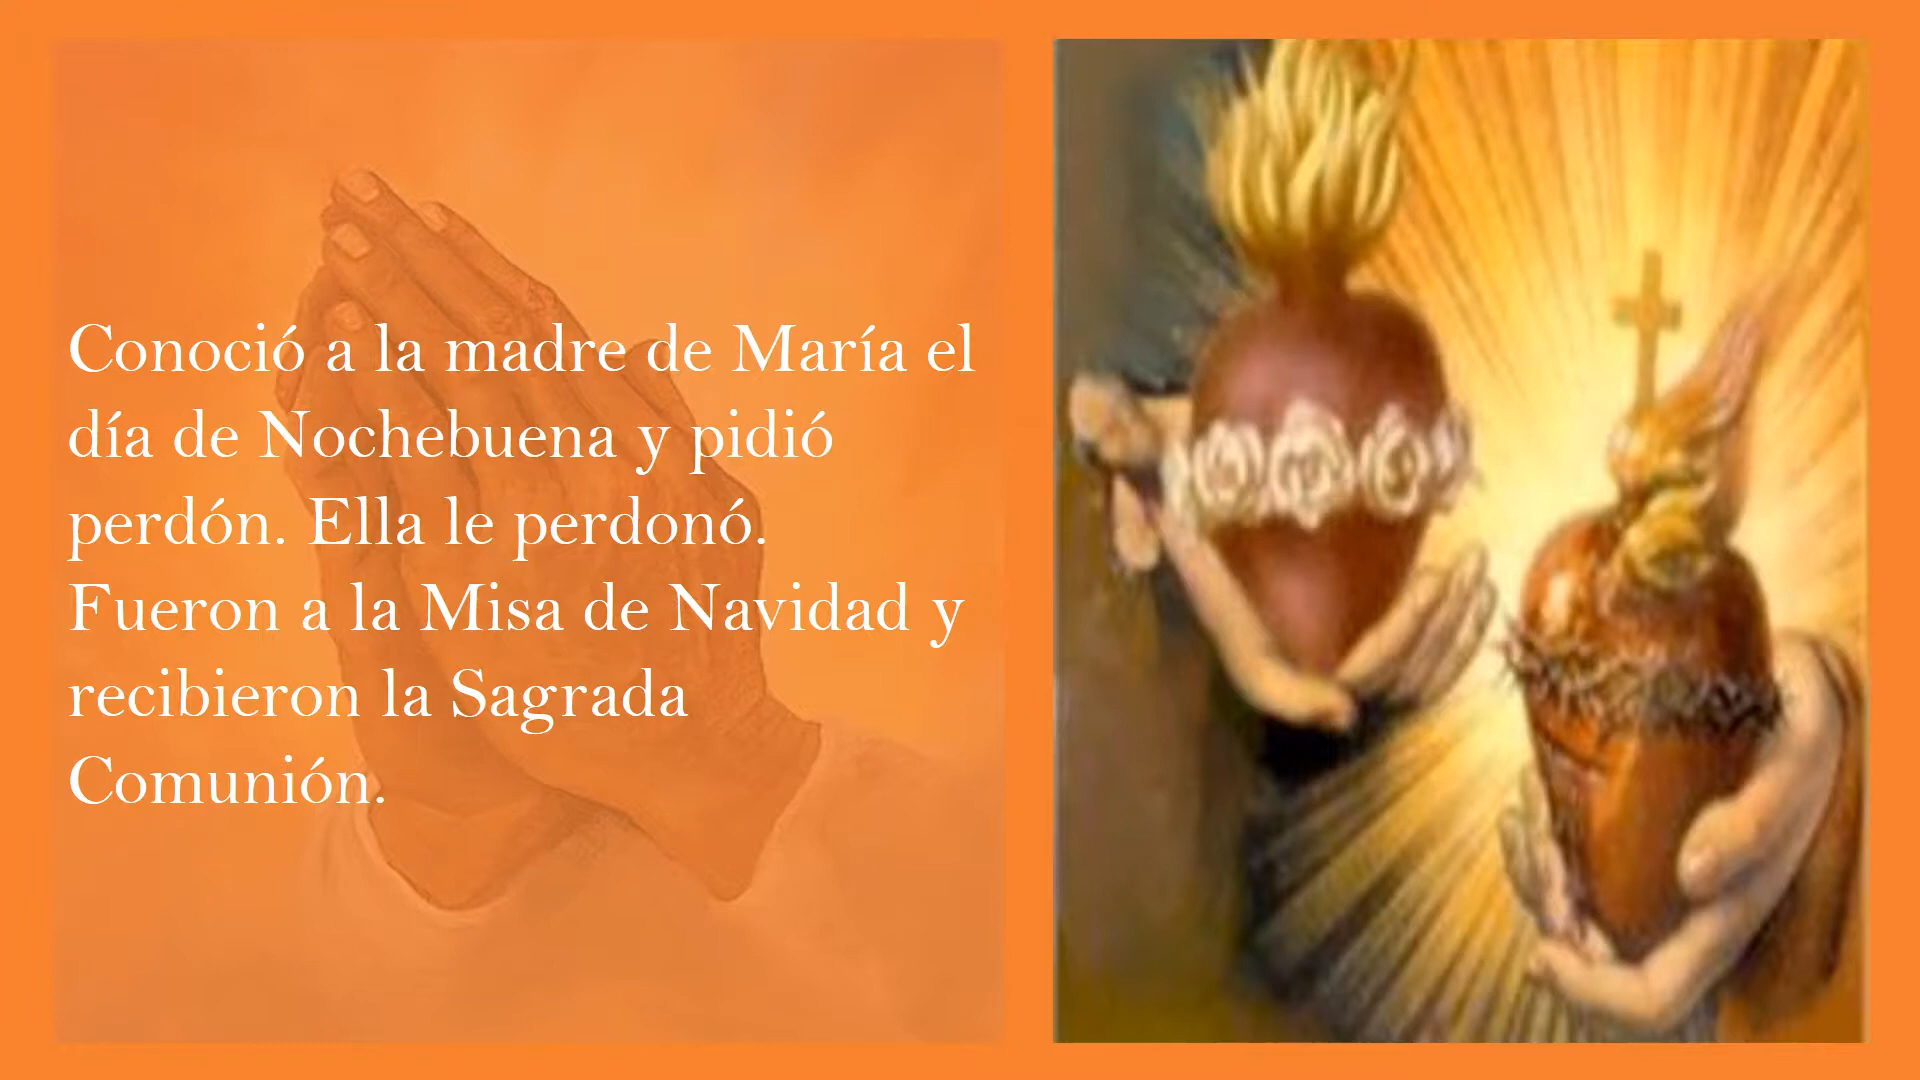 Conoció a la madre de María el
día de Nochebuena y pidió
perdón. Ella le perdonó.
Fueron a la Misa de Navidad y
recibieron la Sagrada
Comunión.